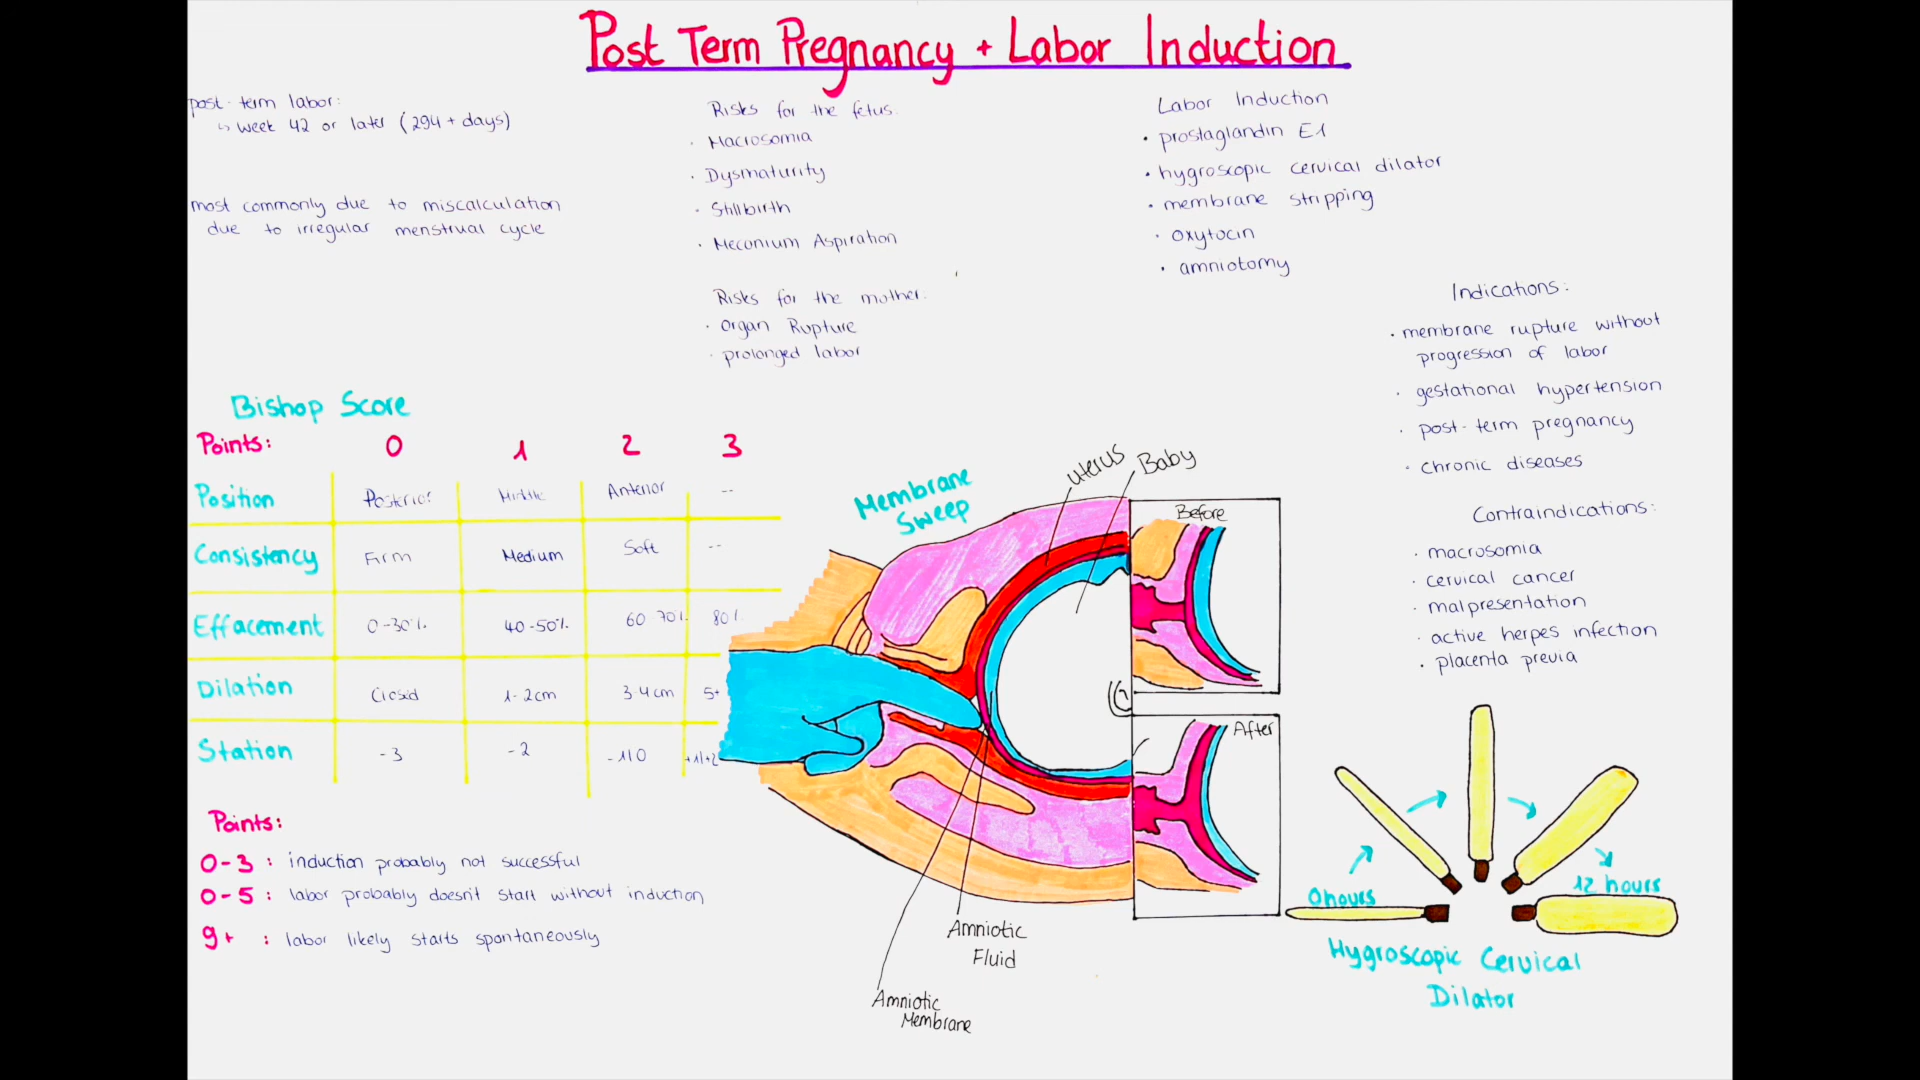 Post Term Pregnancy + Labor Induction
post-term labor:
↳ week 42 or later (294+ days)
most commonly due to miscalculation
due to irregular menstrual cycle
Risks for the fetus:
· Macrosomia
· Dysmaturity
· Stillbirth
· Meconium Aspiration
Risks for the mother:
· Organ Rupture
· prolonged labor
Labor Induction
· prostaglandin E1
· hygroscopic cervical dilator
· membrane stripping
· oxytocin
· amniotomy
Indications:
· membrane rupture without
progression of labor
· gestational hypertension
· post-term pregnancy
· chronic diseases
Contraindications:
· macrosomia
· cervical cancer
· malpresentation
· active herpes infection
· placenta previa
Bishop Score
Points: 0 1 2 3
Position Posterior Middle Anterior --
Consistency Firm Medium Soft --
Effacement 0-30% 40-50% 60 70% 80%
Dilation Closed 1-2cm 3-4cm 5+
Station -3 -2 -1/0 +1/+2
Points:
0-3 : induction probably not successful
0-5 : labor probably doesn't start without induction
9+ : labor likely starts spontaneously
Membrane
Sweep
uterus
Baby
Before
After
Amniotic
Fluid
Amniotic
Membrane
0 hours
12 hours
Hygroscopic Cervical
Dilator